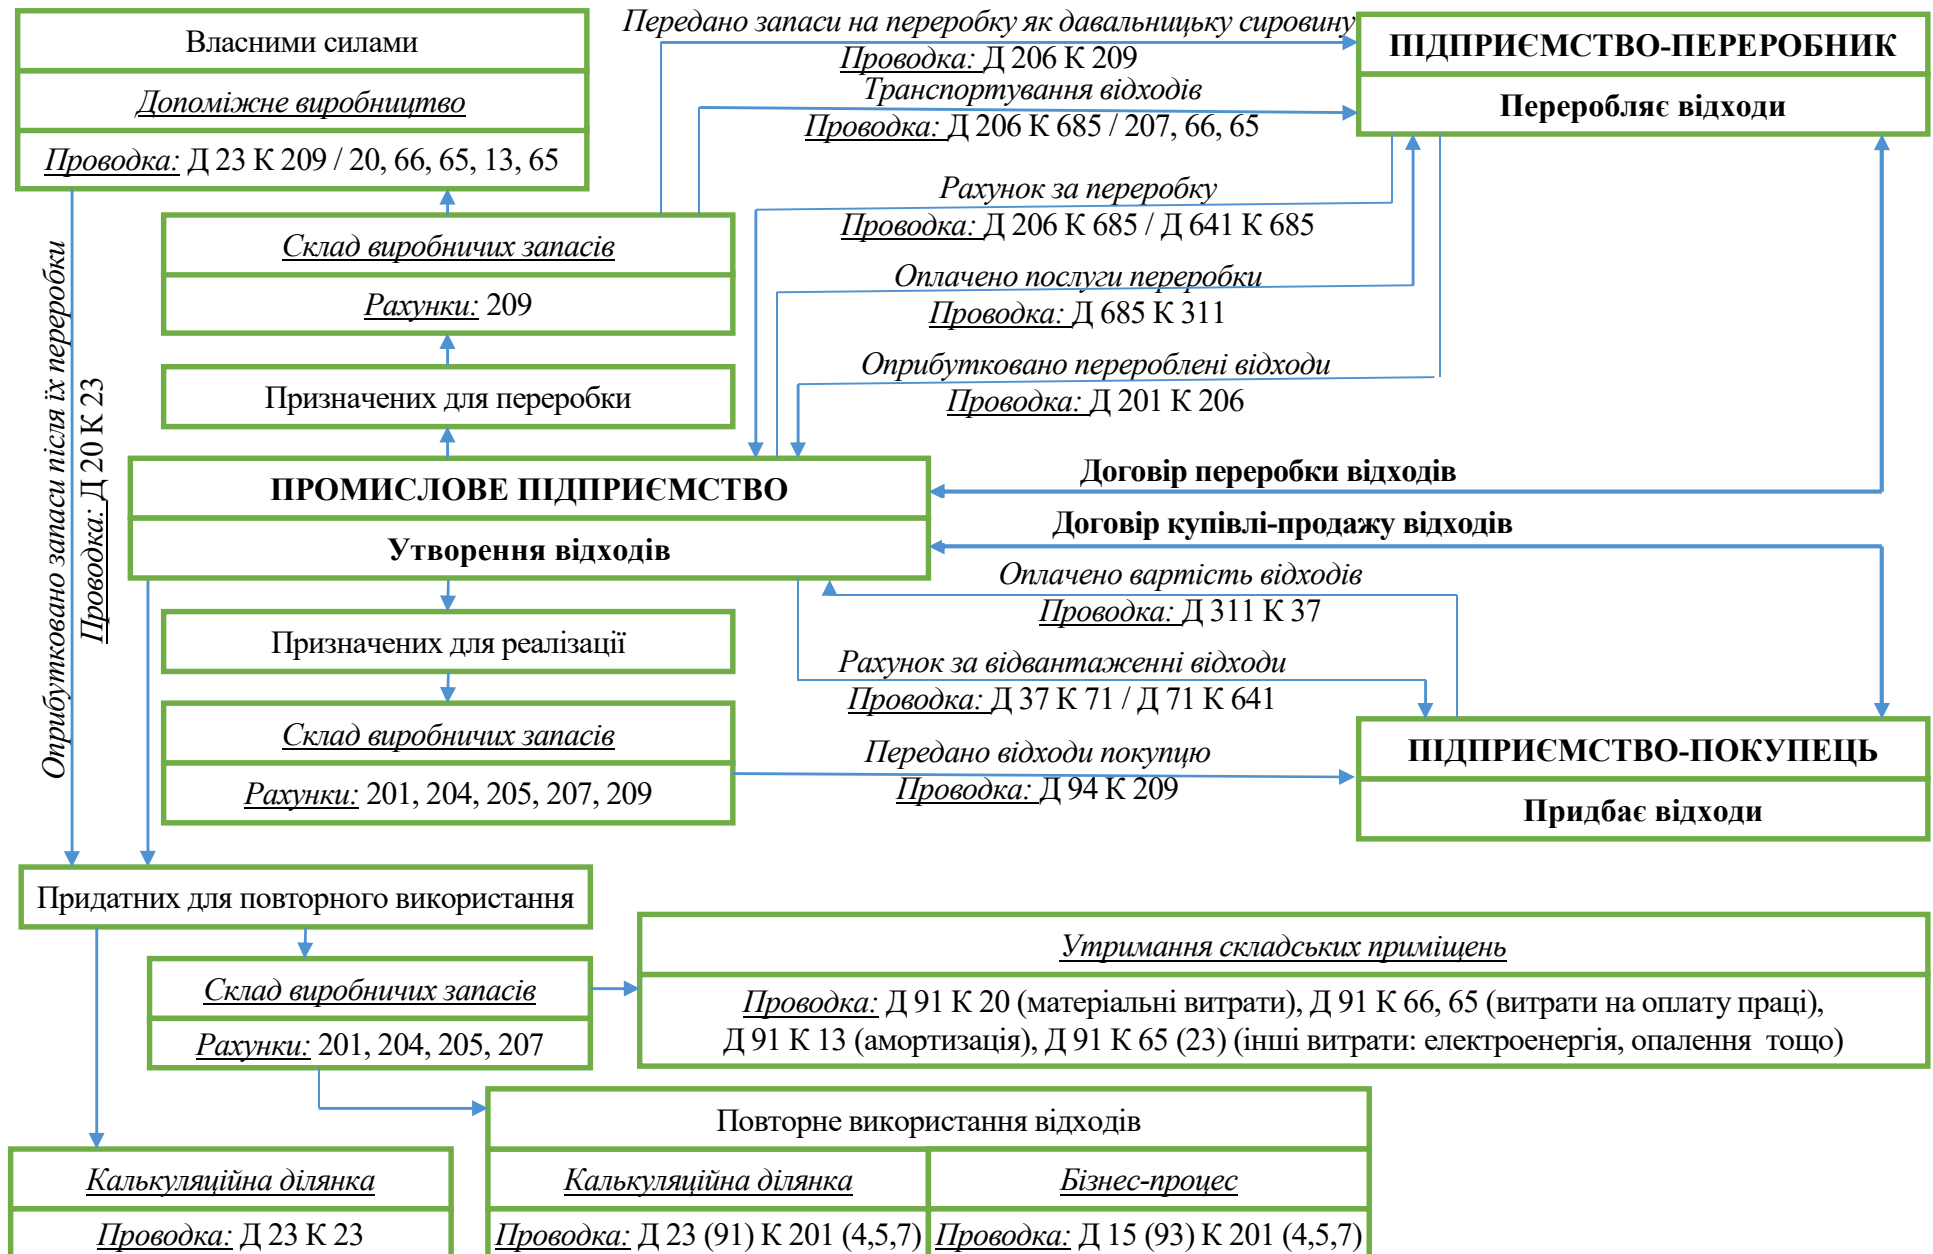 Власними силами
Допоміжне виробництво
Проводка: Д 23 К 209 / 20, 66, 65, 13, 65
Передано запаси на переробку як давальницьку сировину
Проводка: Д 206 К 209
Транспортування відходів
Проводка: Д 206 К 685 / 207, 66, 65
ПІДПРИЄМСТВО-ПЕРЕРОБНИК
Переробляє відходи
Рахунок за переробку
Проводка: Д 206 К 685 / Д 641 К 685
Склад виробничих запасів
Рахунки: 209
Оплачено послуги переробки
Проводка: Д 685 К 311
Призначених для переробки
Оприбутковано перероблені відходи
Проводка: Д 201 К 206
Оприбутковано запаси після їх переробки
Проводка: Д 20 К 23
ПРОМИСЛОВЕ ПІДПРИЄМСТВО
Утворення відходів
Договір переробки відходів
Договір купівлі-продажу відходів
Оплачено вартість відходів
Проводка: Д 311 К 37
Призначених для реалізації
Рахунок за відвантаженні відходи
Проводка: Д 37 К 71 / Д 71 К 641
Склад виробничих запасів
Рахунки: 201, 204, 205, 207, 209
Передано відходи покупцю
Проводка: Д 94 К 209
ПІДПРИЄМСТВО-ПОКУПЕЦЬ
Придбає відходи
Придатних для повторного використання
Склад виробничих запасів
Рахунки: 201, 204, 205, 207
Утримання складських приміщень
Проводка: Д 91 К 20 (матеріальні витрати), Д 91 К 66, 65 (витрати на оплату праці),
Д 91 К 13 (амортизація), Д 91 К 65 (23) (інші витрати: електроенергія, опалення тощо)
Повторне використання відходів
Калькуляційна ділянка
Проводка: Д 23 К 23
Калькуляційна ділянка
Проводка: Д 23 (91) К 201 (4,5,7)
Бізнес-процес
Проводка: Д 15 (93) К 201 (4,5,7)